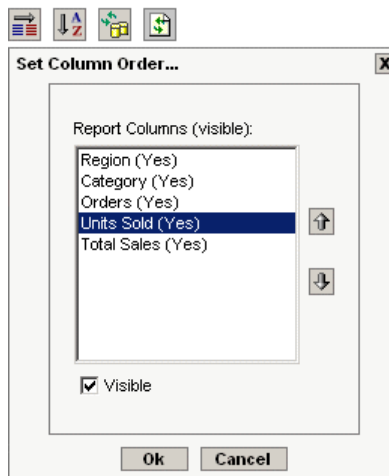 A
Z
Set Column Order...
X
Report Columns (visible):
Region (Yes)
Category (Yes)
Orders (Yes)
Units Sold (Yes)
Total Sales (Yes)
Visible
Ok Cancel